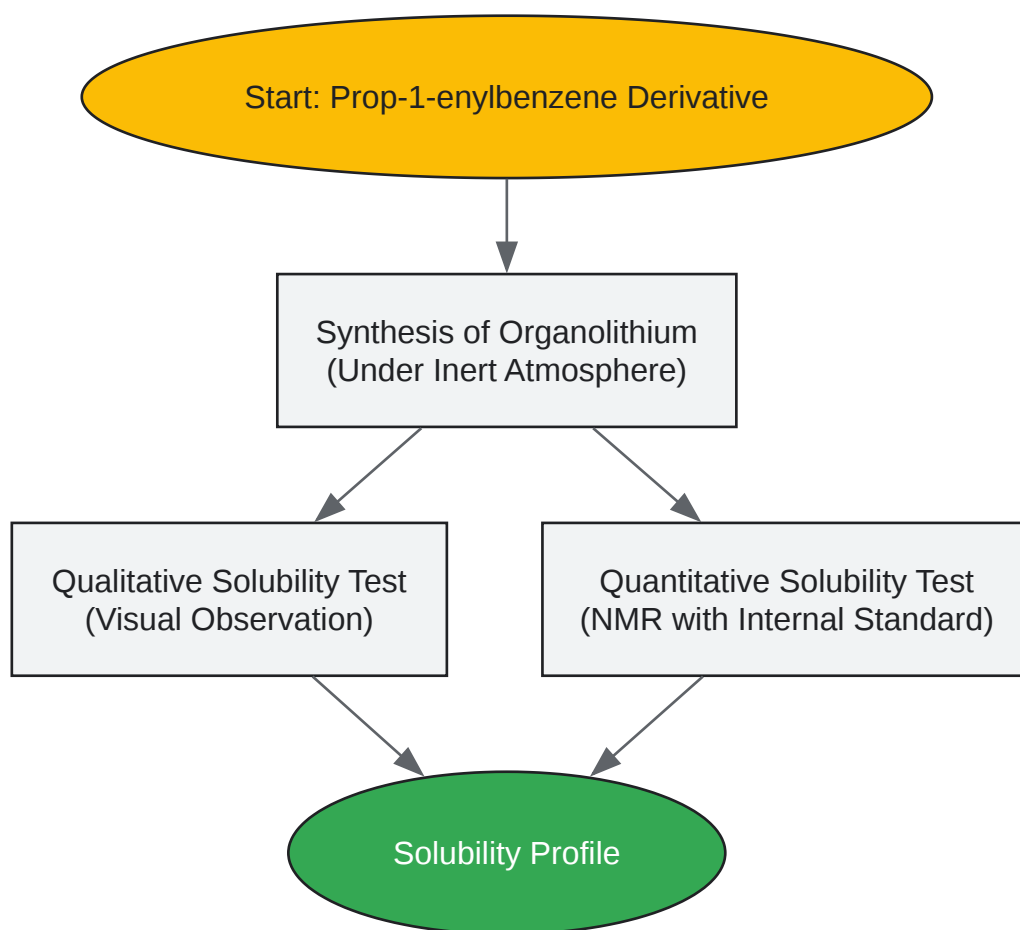 Start: Prop-1-enylbenzene Derivative
Synthesis of Organolithium
(Under Inert Atmosphere)
Qualitative Solubility Test
(Visual Observation)
Quantitative Solubility Test
(NMR with Internal Standard)
Solubility Profile